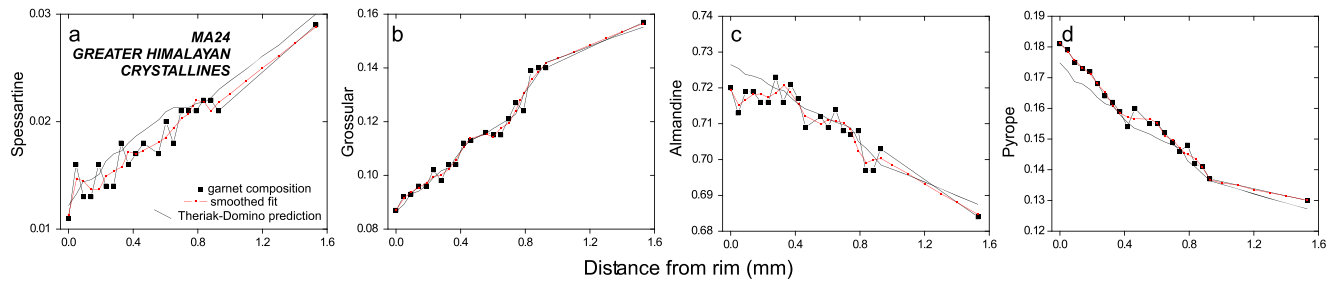 a
MA24
GREATER HIMALAYAN
CRYSTALLINES
Spessartine
0.03
0.02
0.01
0.0 0.4 0.8 1.2 1.6
garnet composition
smoothed fit
Theriak-Domino prediction
b
Grossular
0.16
0.14
0.12
0.10
0.08
0.0 0.4 0.8 1.2 1.6
c
Almandine
0.74
0.72
0.71
0.70
0.69
0.68
0.0 0.4 0.8 1.2 1.6
d
Pyrope
0.19
0.18
0.17
0.16
0.15
0.14
0.13
0.12
0.0 0.4 0.8 1.2 1.6
Distance from rim (mm)